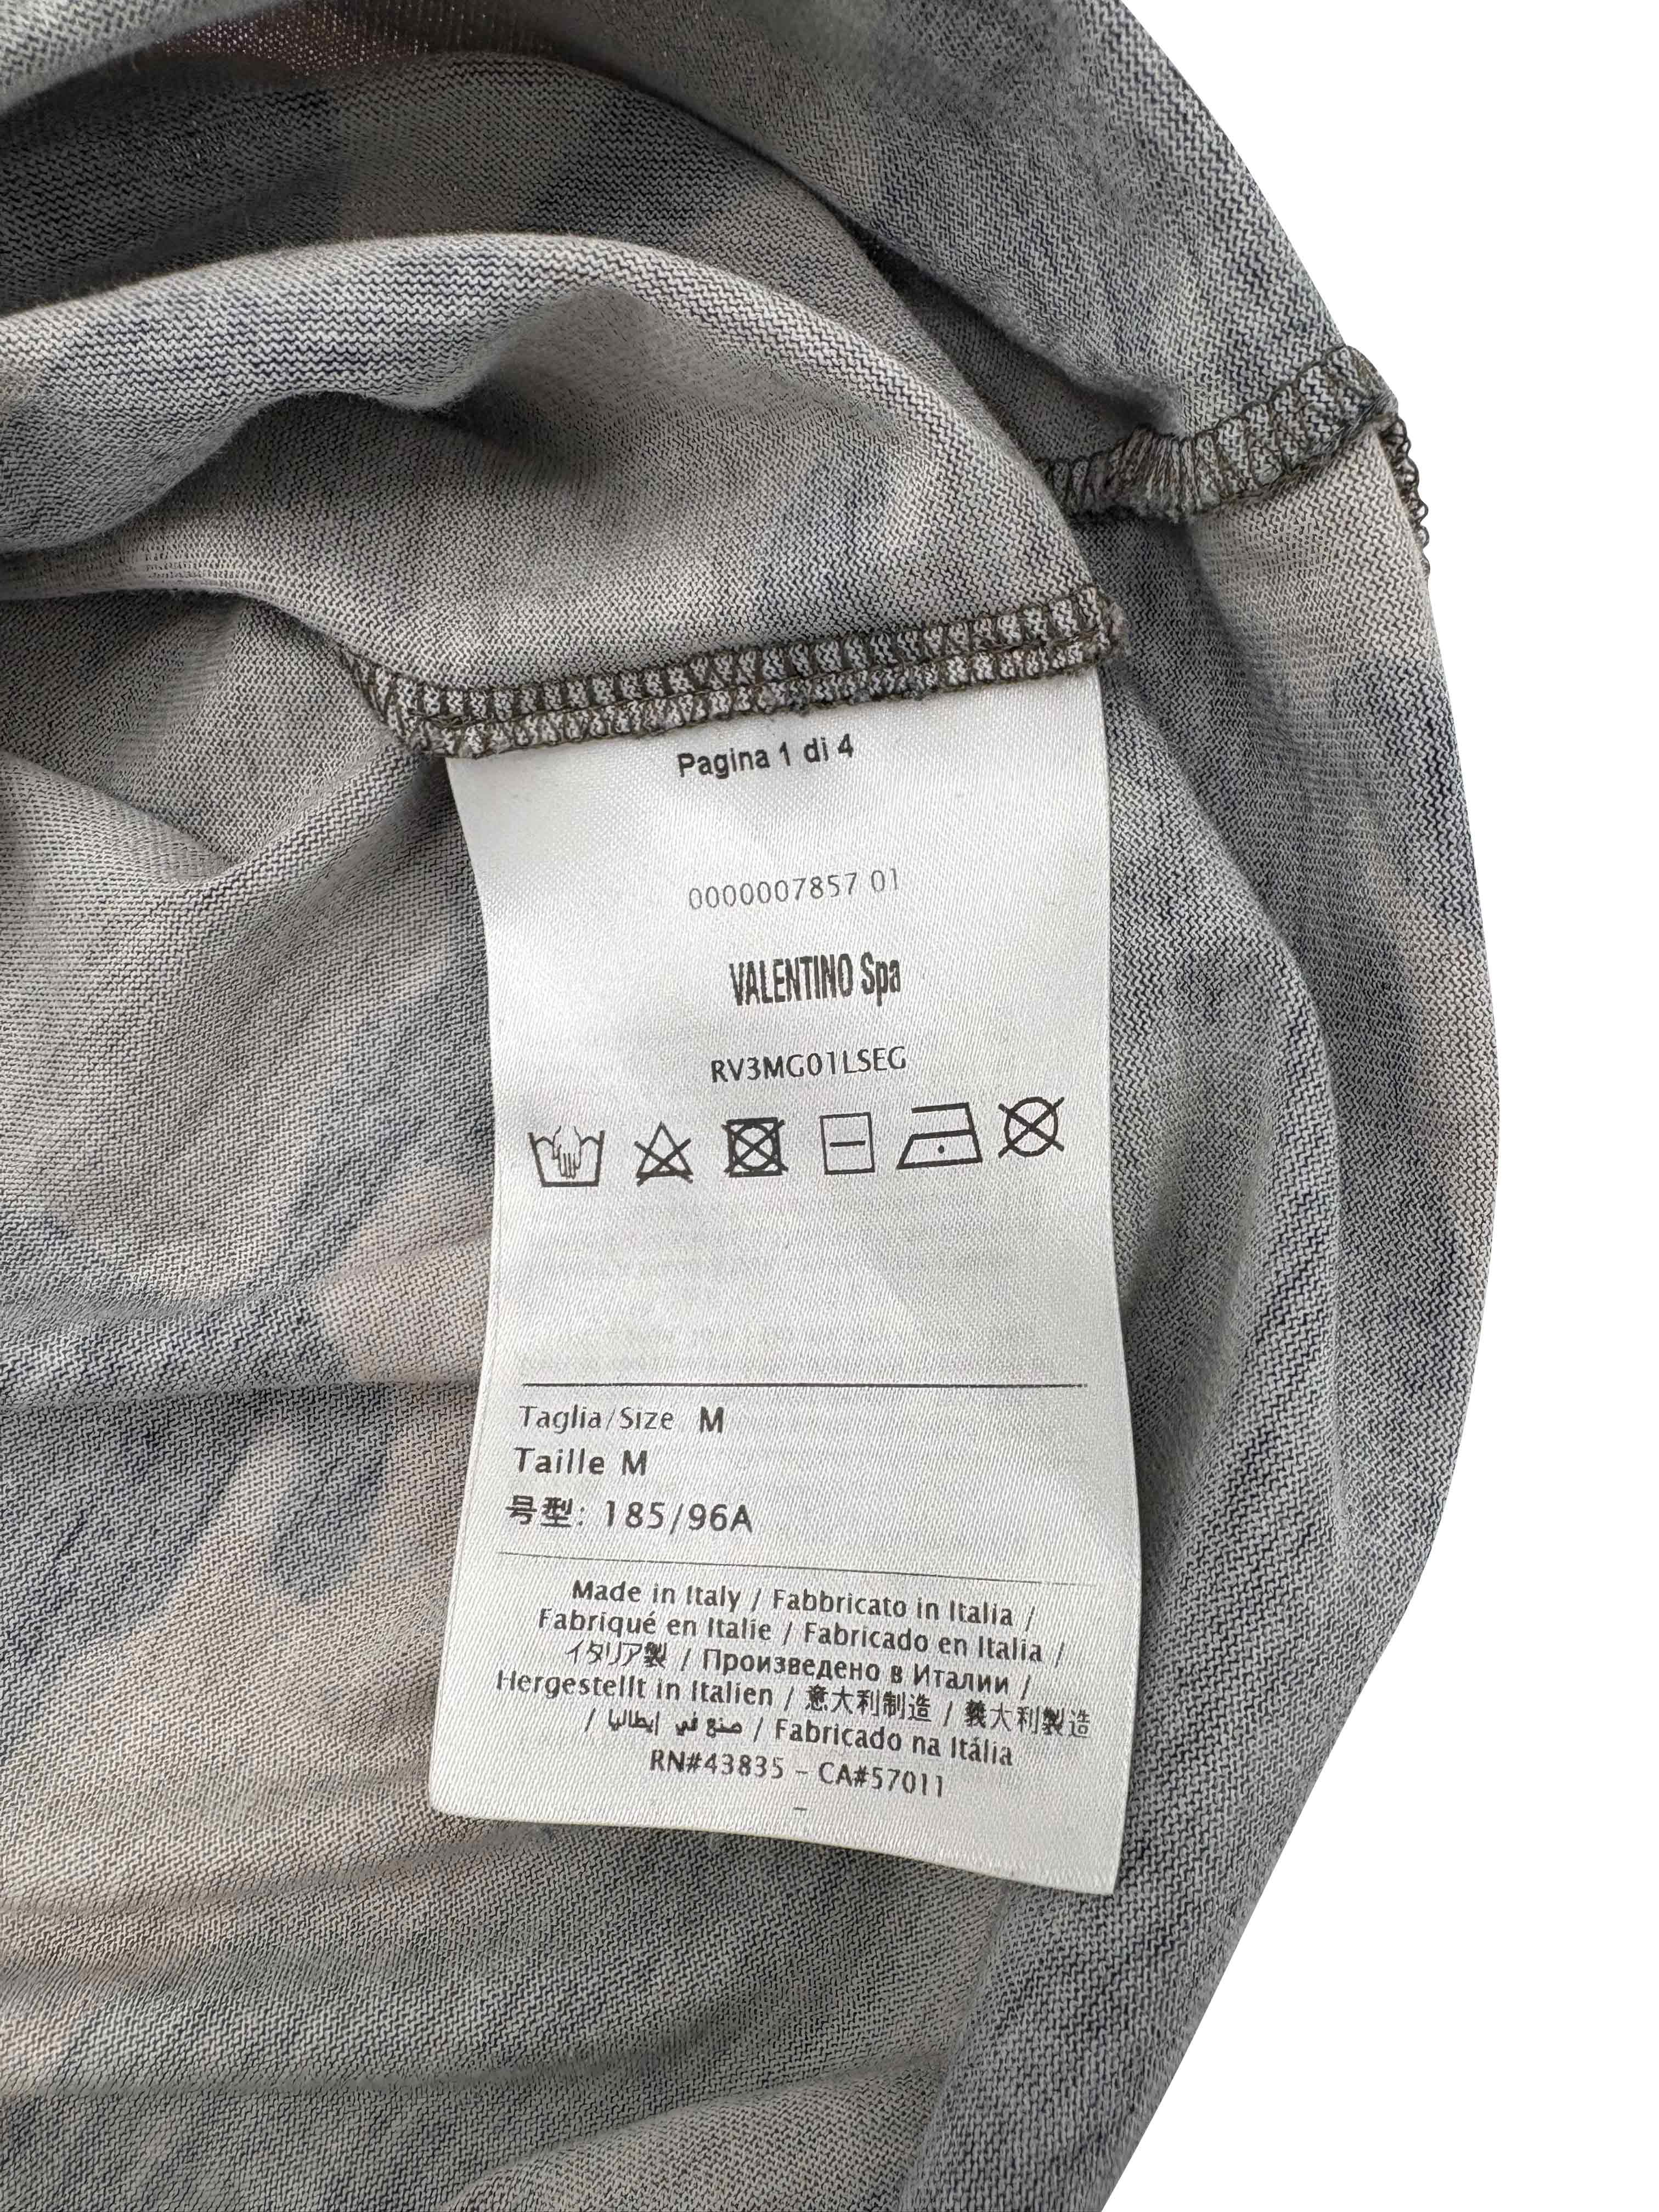 Pagina 1 di 4
0000007857 01
VALENTINO Spa
RV3MG01LSEG
Taglia/Size M
Taille M
号型: 185/96A
Made in Italy / Fabbricato in Italia /
Fabriqué en Italie / Fabricado en Italia /
イタリア製 / Произведено в Италии /
Hergestellt in Italien / 意大利制造 / 義大利製造
/ صنع في إيطاليا / Fabricado na Itália
RN#43835 - CA#57011
-